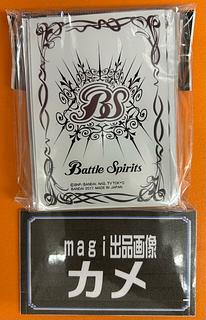 BS
Battle Spirits
©BNP/BANDAI, NAS, TV TOKYO
BANDAI 2017 MADE IN JAPAN
magi出品画像
カメ